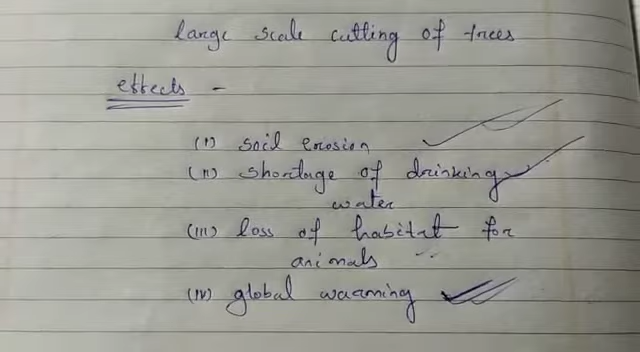 large scale cutting of trees
effects -
(i) soil erosion
(ii) shortage of drinking
water
(iii) loss of habitat for
animals
(iv) global warming